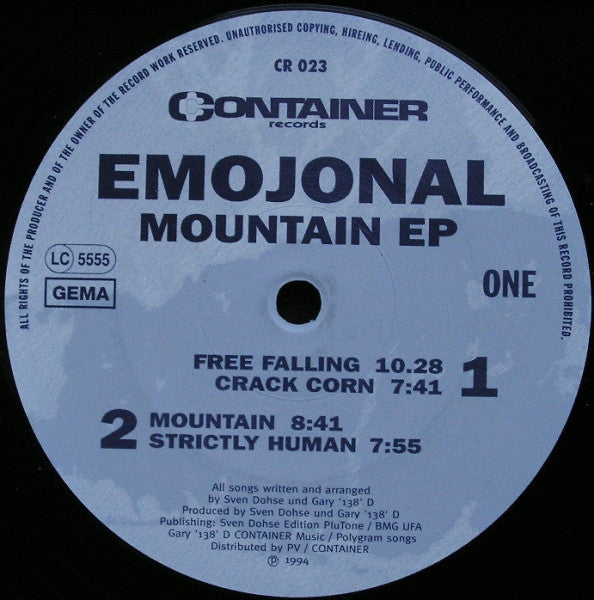 ALL RIGHTS OF THE PRODUCER AND OF THE OWNER OF THE RECORD WORK RESERVED. UNAUTHORISED COPYING, HIREING, LENDING, PUBLIC PERFORMANCE AND BROADCASTING OF THIS RECORD PROHIBITED.
CR 023
CONTAINER
records
EMOJONAL
MOUNTAIN EP
LC 5555
GEMA
ONE
FREE FALLING 10.28
CRACK CORN 7:41
1
2
MOUNTAIN 8:41
STRICTLY HUMAN 7:55
All songs written and arranged
by Sven Dohse und Gary '138' D
Produced by Sven Dohse und Gary '138' D
Publishing: Sven Dohse Edition PluTone / BMG UFA
Gary '138' D CONTAINER Music / Polygram songs
Distributed by PV / CONTAINER
℗ 1994